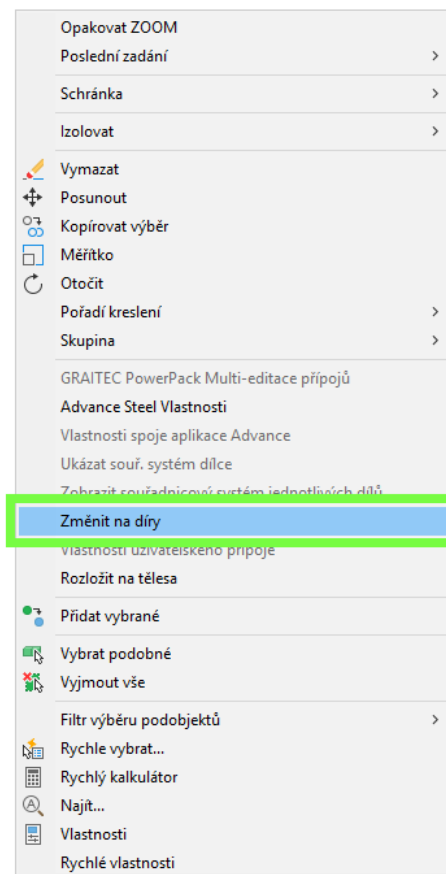 Opakovat ZOOM
Poslední zadání
Schránka
Izolovat
Vymazat
Posunout
Kopírovat výběr
Měřítko
Otočit
Pořadí kreslení
Skupina
GRAITEC PowerPack Multi-editace přípojů
Advance Steel Vlastnosti
Vlastnosti spoje aplikace Advance
Ukázat souř. systém dílce
Zobrazit souřadnicový systém jednotlivých dílů
Změnit na díry
Vlastnosti uživatelského přípoje
Rozložit na tělesa
Přidat vybrané
Vybrat podobné
Vyjmout vše
Filtr výběru podobjektů
Rychle vybrat...
Rychlý kalkulátor
Najít...
Vlastnosti
Rychlé vlastnosti